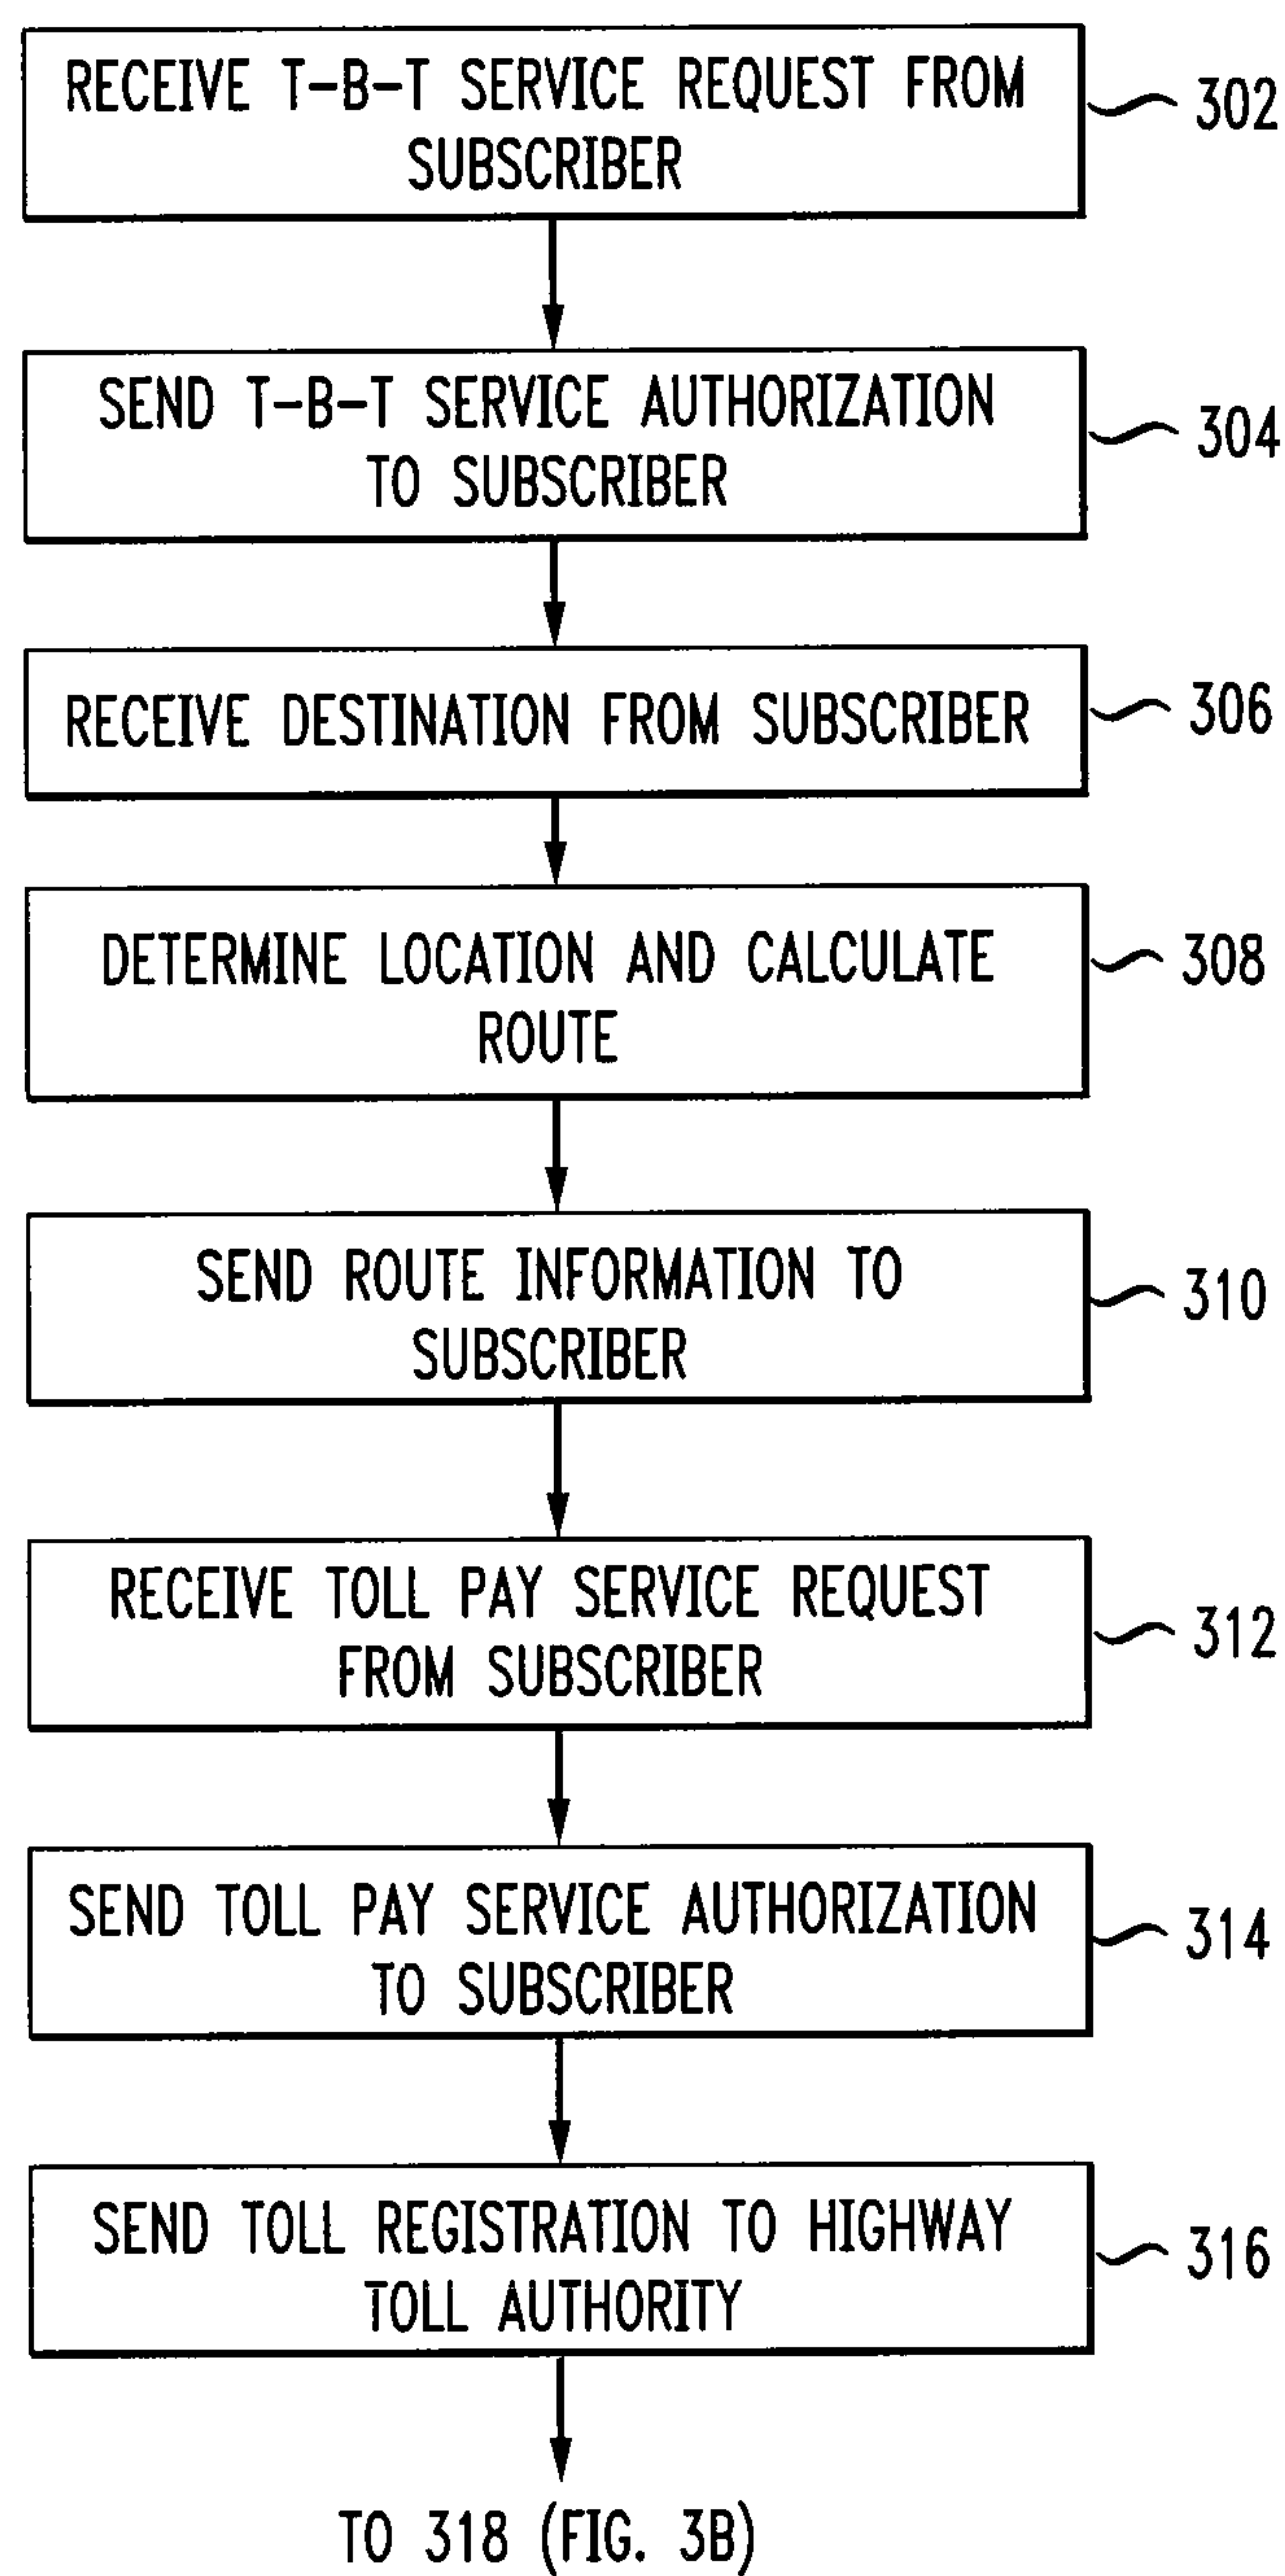 RECEIVE T-B-T SERVICE REQUEST FROM
SUBSCRIBER
302
SEND T-B-T SERVICE AUTHORIZATION
TO SUBSCRIBER
304
RECEIVE DESTINATION FROM SUBSCRIBER
306
DETERMINE LOCATION AND CALCULATE
ROUTE
308
SEND ROUTE INFORMATION TO
SUBSCRIBER
310
RECEIVE TOLL PAY SERVICE REQUEST
FROM SUBSCRIBER
312
SEND TOLL PAY SERVICE AUTHORIZATION
TO SUBSCRIBER
314
SEND TOLL REGISTRATION TO HIGHWAY
TOLL AUTHORITY
316
TO 318 (FIG. 3B)